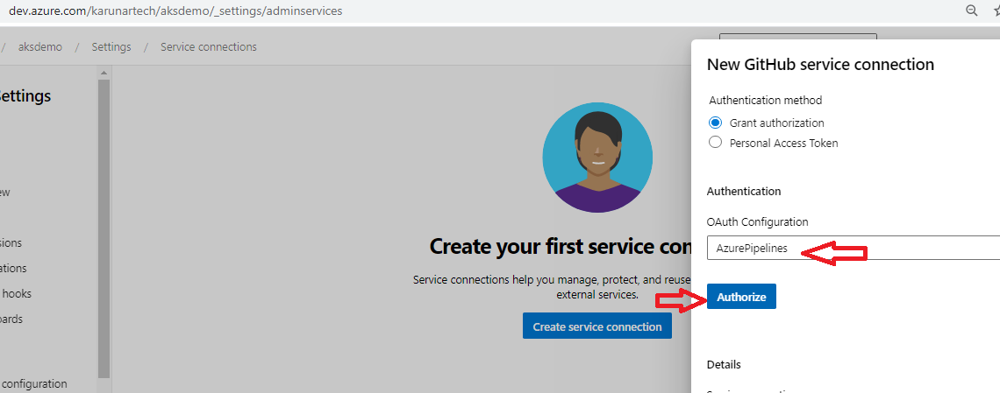 dev.azure.com/karunartech/aksdemo/_settings/adminservices
/ aksdemo / Settings / Service connections
ettings
ew
sions
ations
hooks
ards
configuration
Create your first service con
Service connections help you manage, protect, and reuse
external services.
Create service connection
New GitHub service connection
Authentication method
Grant authorization
Personal Access Token
Authentication
OAuth Configuration
AzurePipelines
Authorize
Details